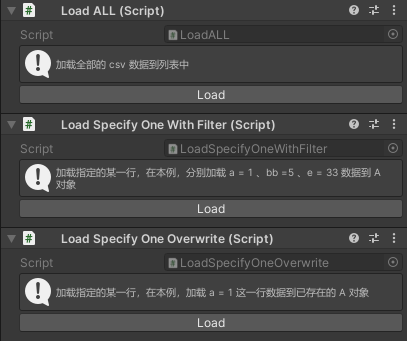 Load ALL (Script)
Script LoadALL
加载全部的 csv 数据到列表中
Load
Load Specify One With Filter (Script)
Script LoadSpecifyOneWithFilter
加载指定的某一行，在本例，分别加载 a = 1 、bb =5 、e = 33 数据到 A
对象
Load
Load Specify One Overwrite (Script)
Script LoadSpecifyOneOverwrite
加载指定的某一行，在本例，加载 a = 1 这一行数据到已存在的 A 对象
Load